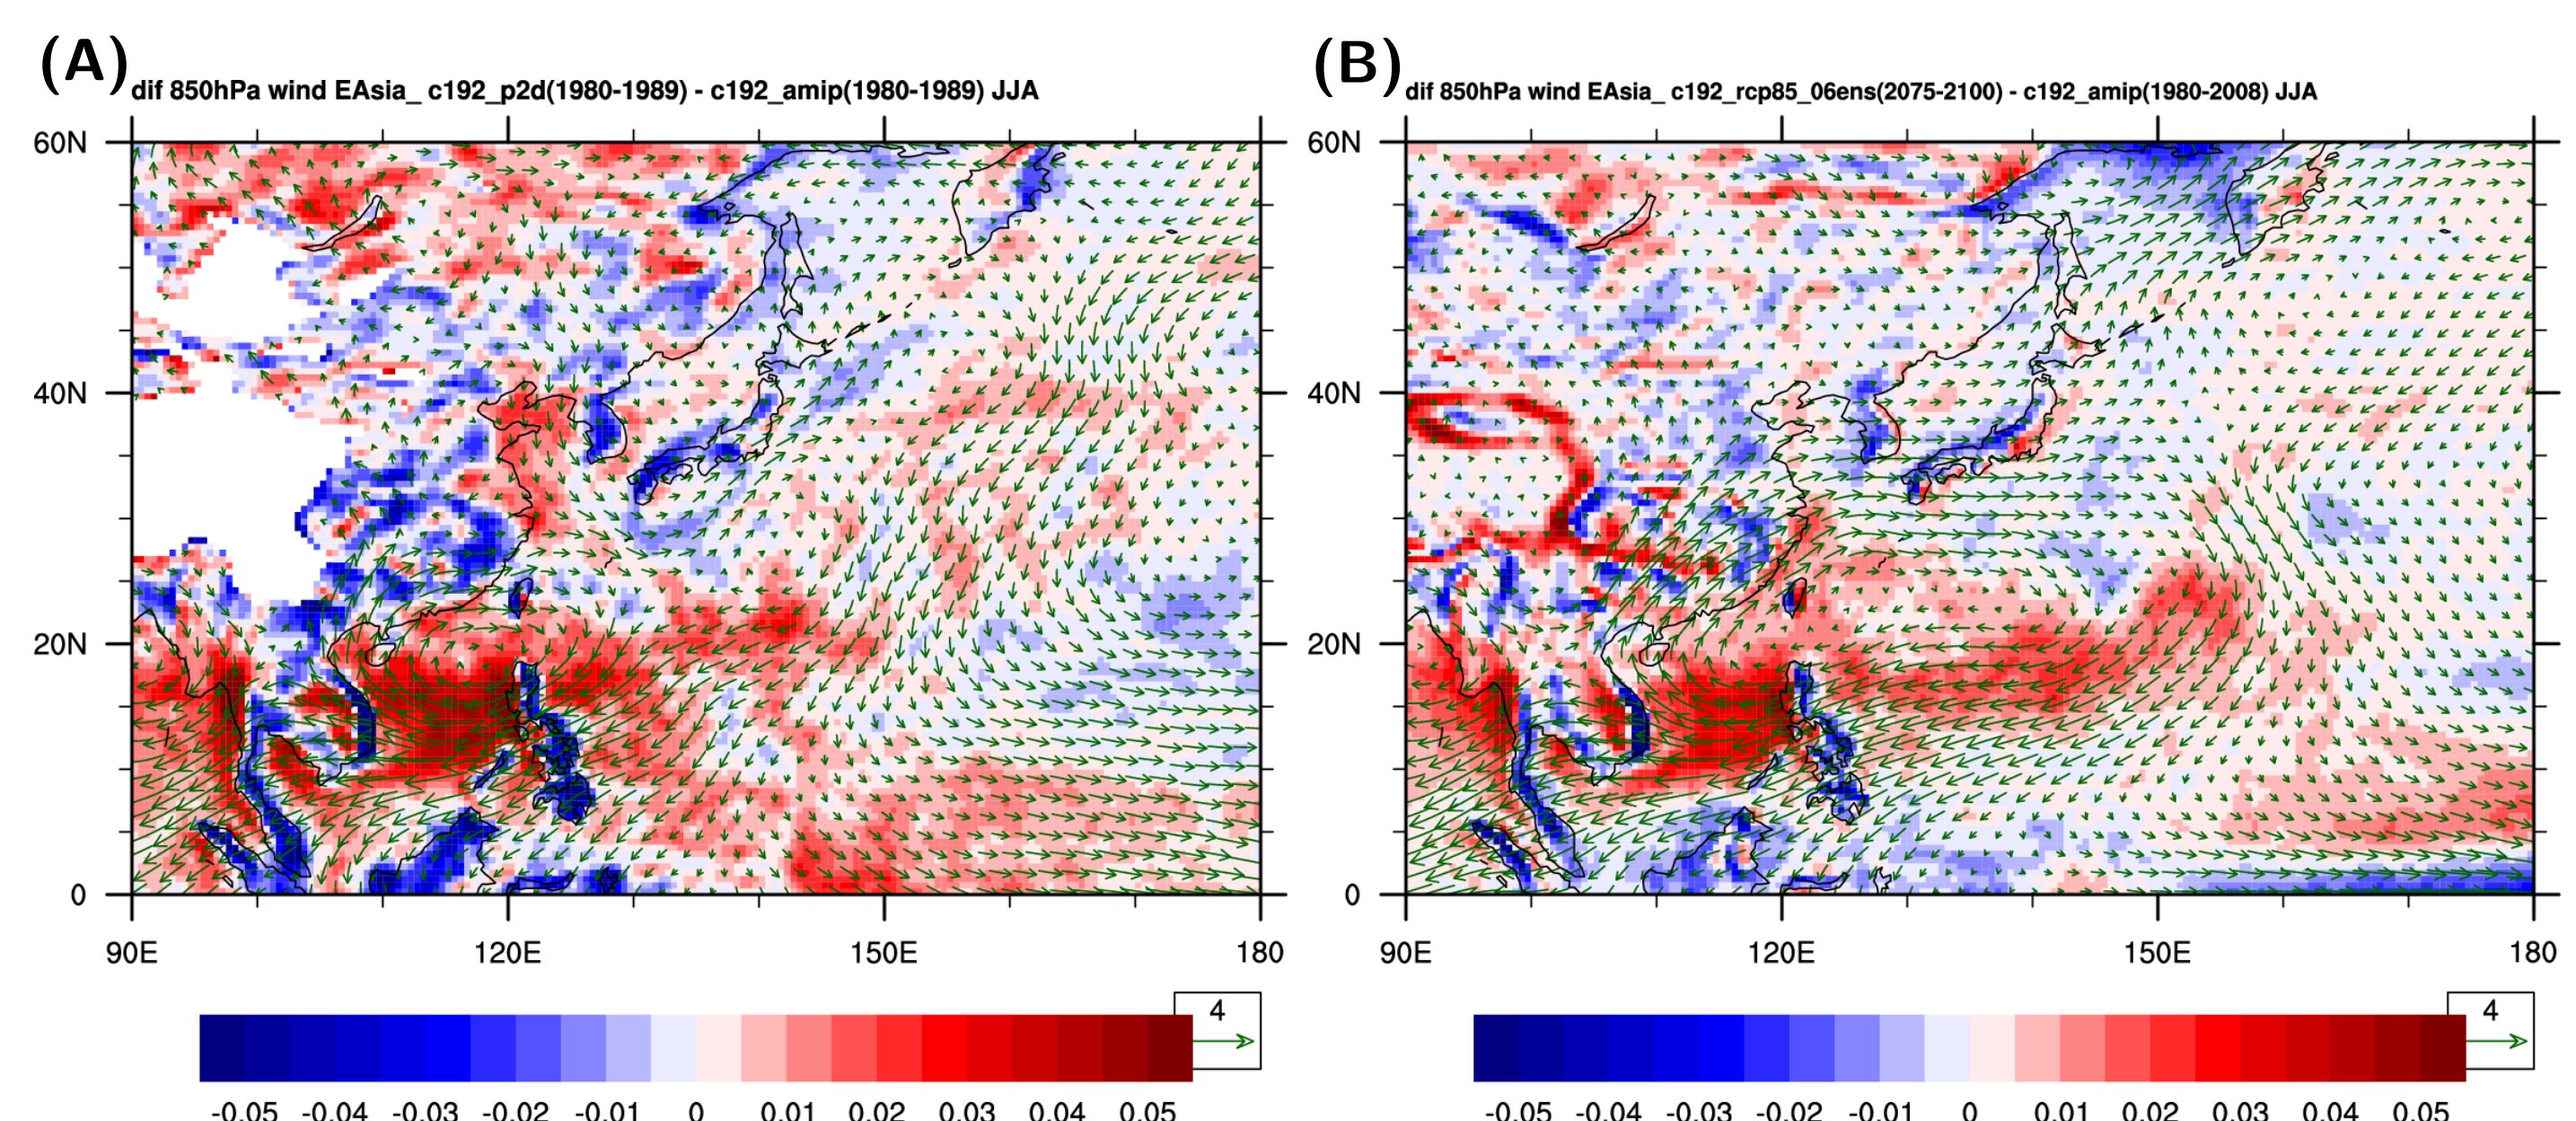 (A)
dif 850hPa wind EAsia_ c192_p2d(1980-1989) - c192_amip(1980-1989) JJA
60N
40N
20N
0
90E 120E 150E 180
4
-0.05 -0.04 -0.03 -0.02 -0.01 0 0.01 0.02 0.03 0.04 0.05
(B)
dif 850hPa wind EAsia_ c192_rcp85_06ens(2075-2100) - c192_amip(1980-2008) JJA
60N
40N
20N
0
90E 120E 150E 180
4
-0.05 -0.04 -0.03 -0.02 -0.01 0 0.01 0.02 0.03 0.04 0.05